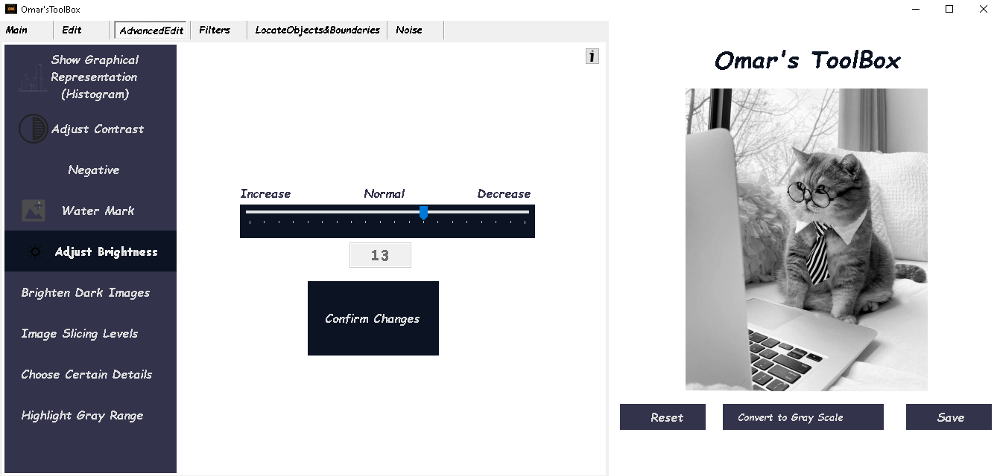 Omar'sToolBox
Main
Edit
AdvancedEdit
Filters
LocateObjects&Boundaries
Noise
Show Graphical
Representation
(Histogram)
Adjust Contrast
Negative
Water Mark
Adjust Brightness
Brighten Dark Images
Image Slicing Levels
Choose Certain Details
Highlight Gray Range
i
Increase
Normal
Decrease
13
Confirm Changes
Omar's ToolBox
Reset
Convert to Gray Scale
Save